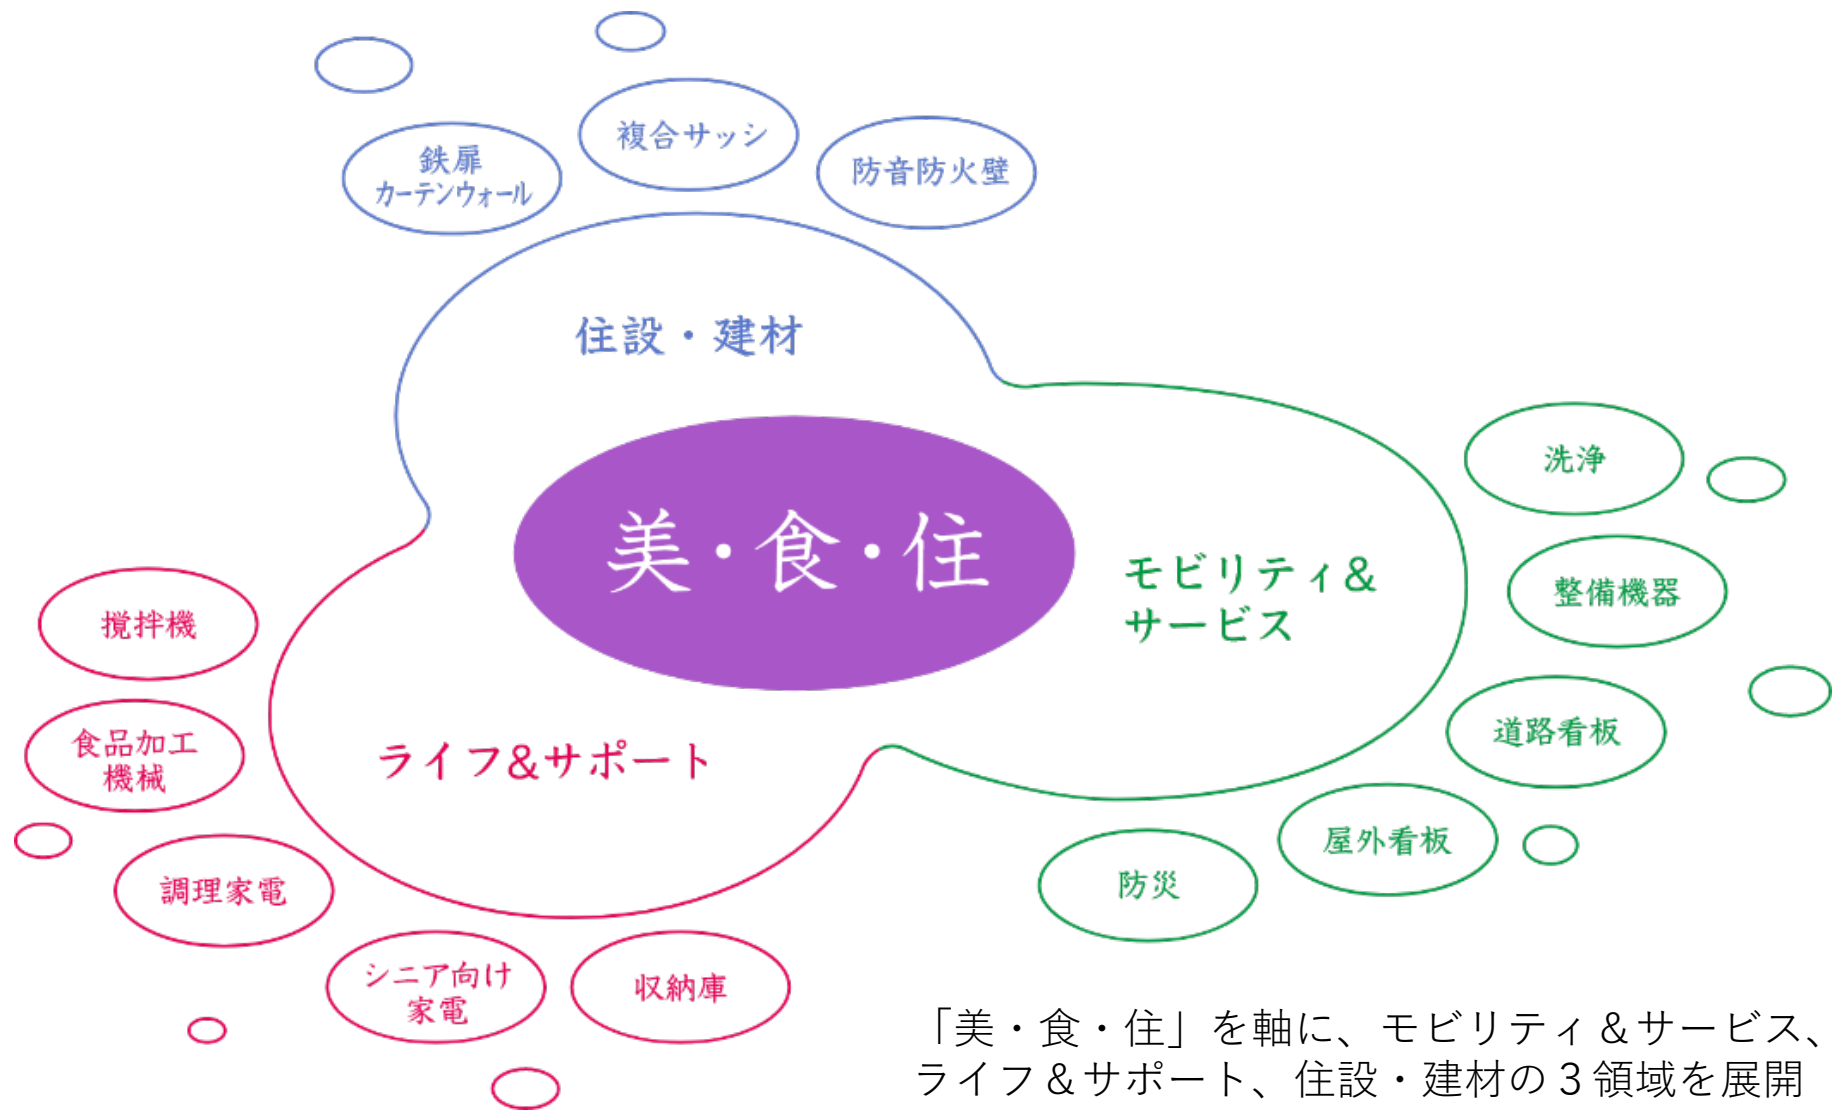 複合サッシ
鉄扉
カーテンウォール
防音防火壁
住設・建材
美・食・住
モビリティ&
サービス
ライフ&サポート
洗浄
整備機器
道路看板
屋外看板
防災
撹拌機
食品加工
機械
調理家電
シニア向け
家電
収納庫
「美・食・住」を軸に、モビリティ＆サービス、
ライフ＆サポート、住設・建材の３領域を展開